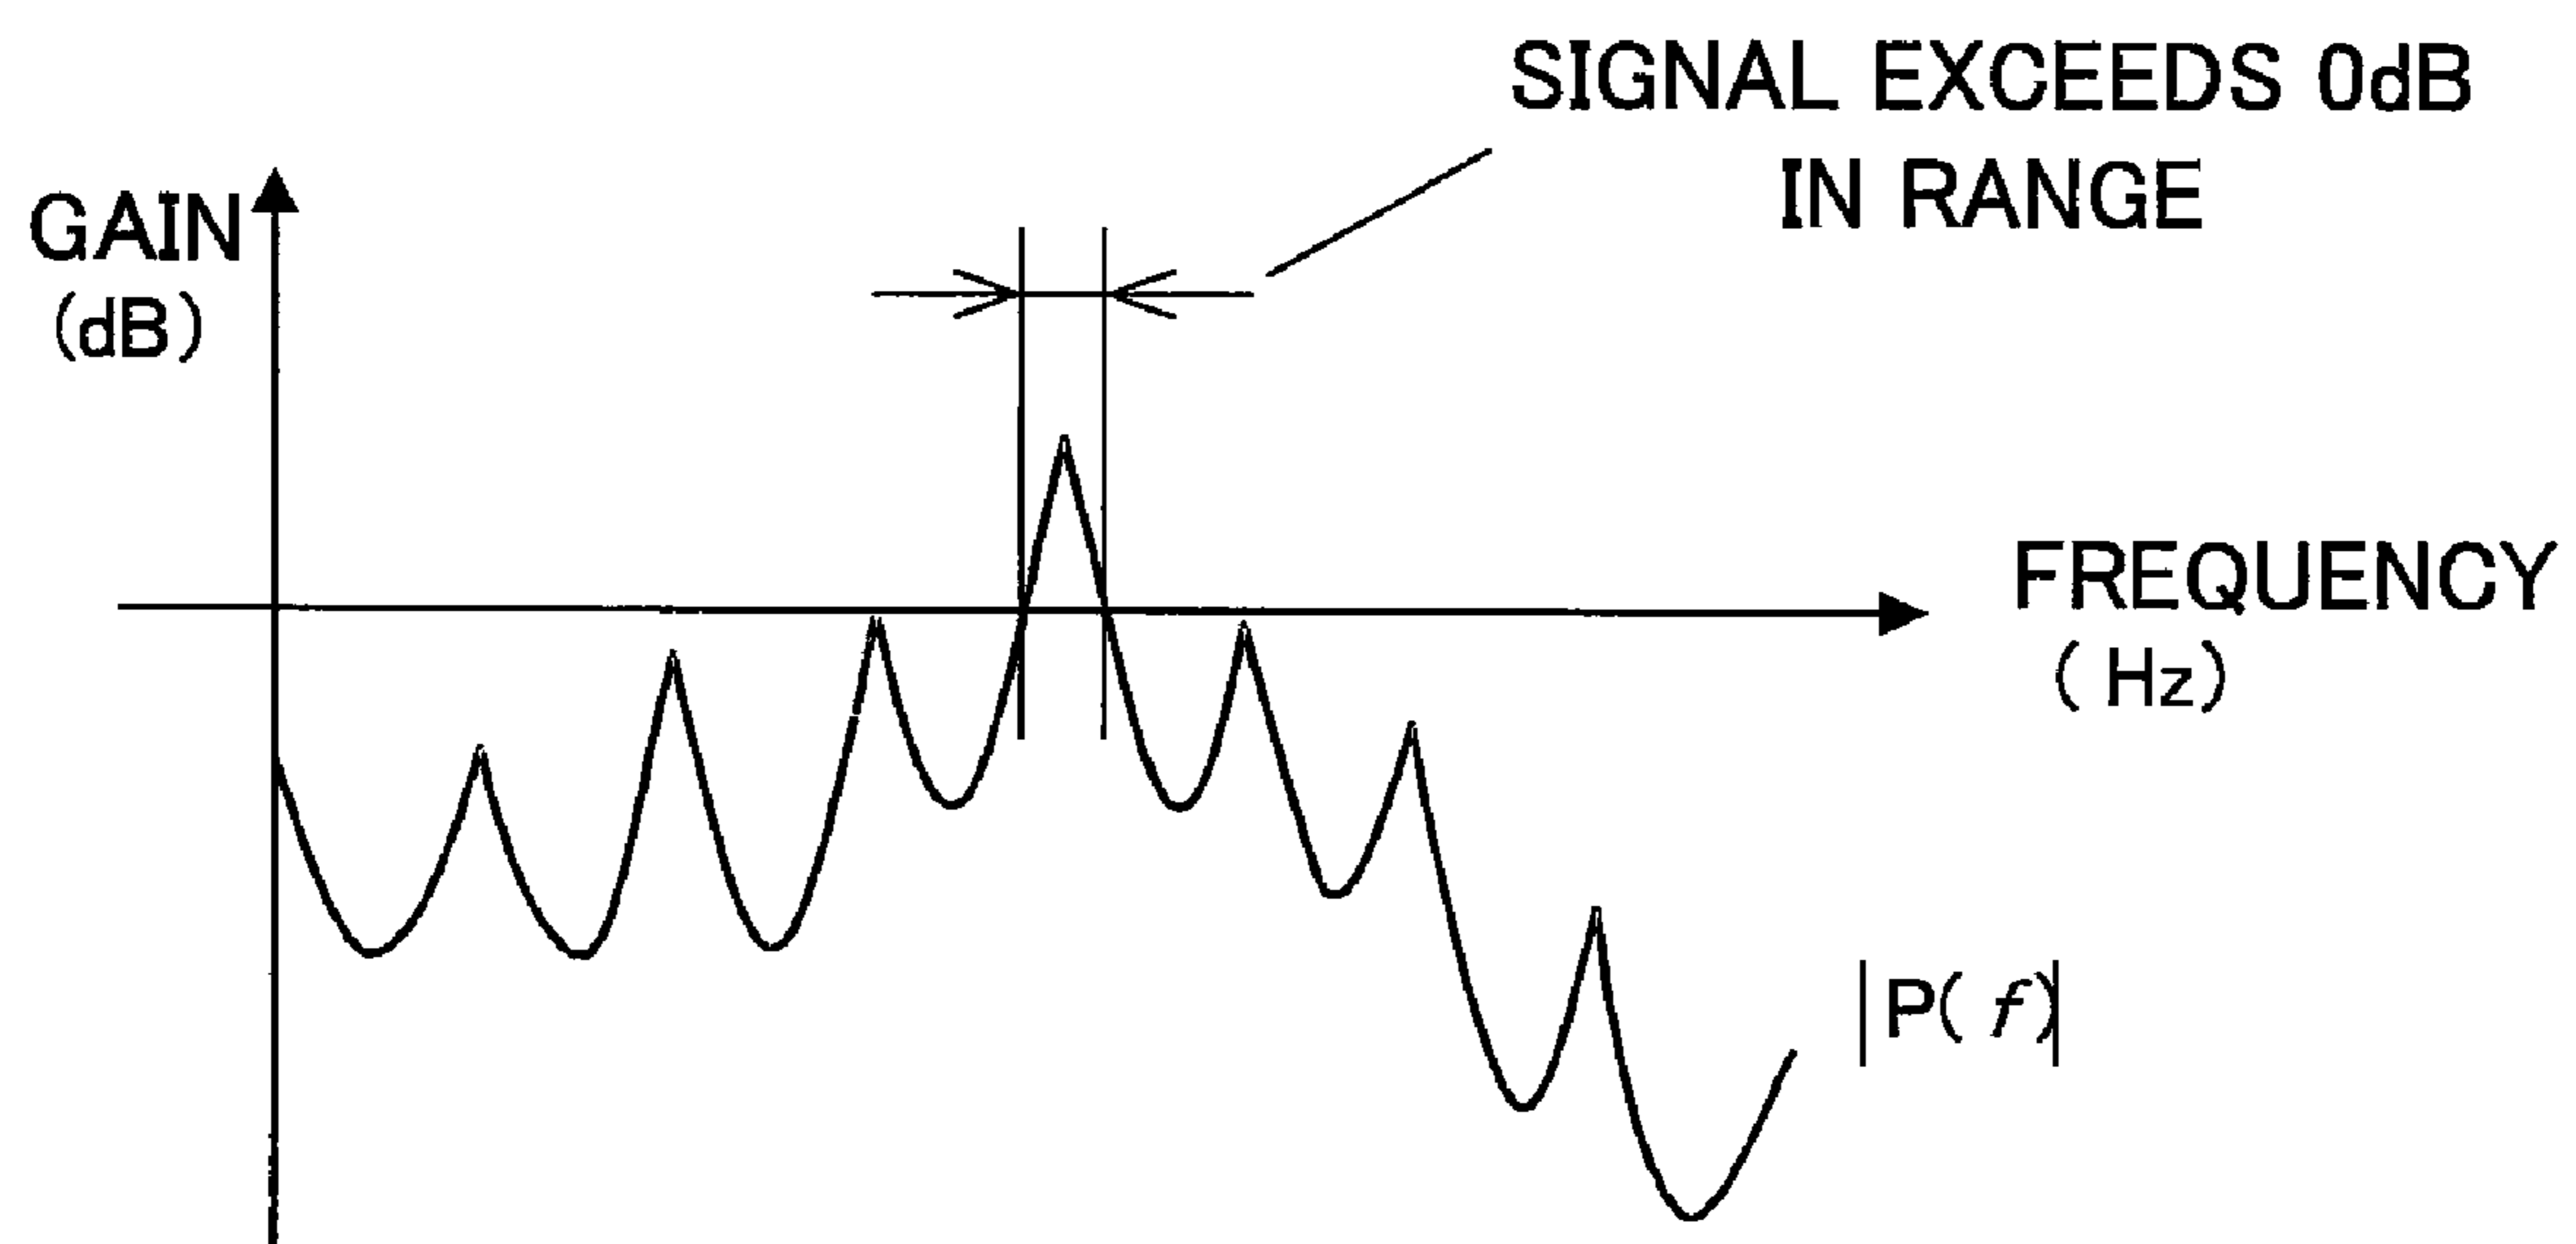 SIGNAL EXCEEDS 0dB
IN RANGE
GAIN
(dB)
FREQUENCY
( Hz)
|P( f)|